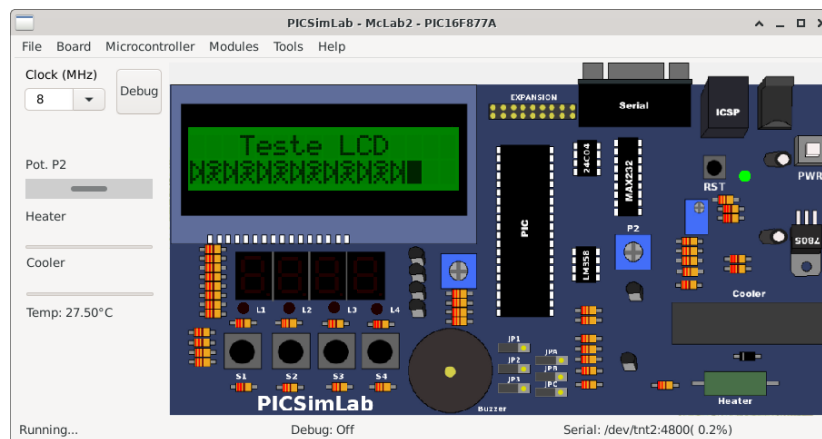 PICSimLab - McLab2 - PIC16F877A
File Board Microcontroller Modules Tools Help
Clock (MHz)
8
Debug
Pot. P2
Heater
Cooler
Temp: 27.50°C
Teste LCD
EXPANSION
Serial
ICSP
PWR
RST
24C04
MAX232
PIC
P2
LM358
7805
Cooler
L1 L2 L3 L4
S1 S2 S3 S4
JP1
JP2
JP3
Buzzer
Heater
PICSimLab
Running...
Debug: Off
Serial: /dev/tnt2:4800( 0.2%)